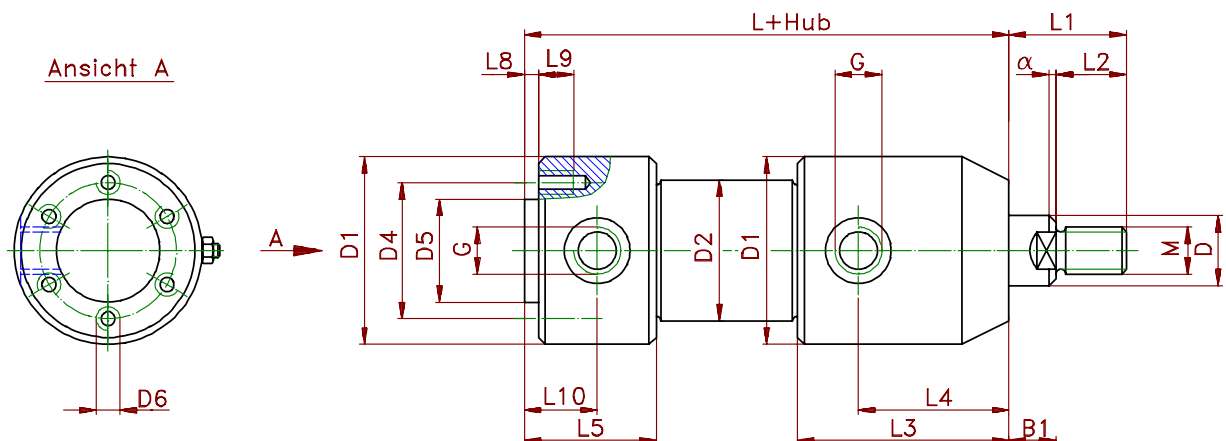 L+Hub
L1
Ansicht A
L8
L9
G
α
L2
A
D1
D4
D5
G
D2
D1
M
D
D6
L10
L4
L5
L3
B1